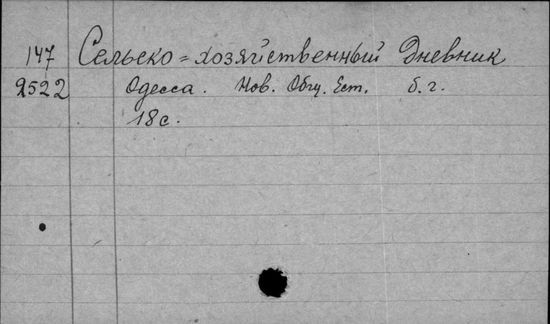 147 Сельско=хозяйственный Дневник
2522 Одесса. Нов. Общ. Ест. б. г.
18 с.